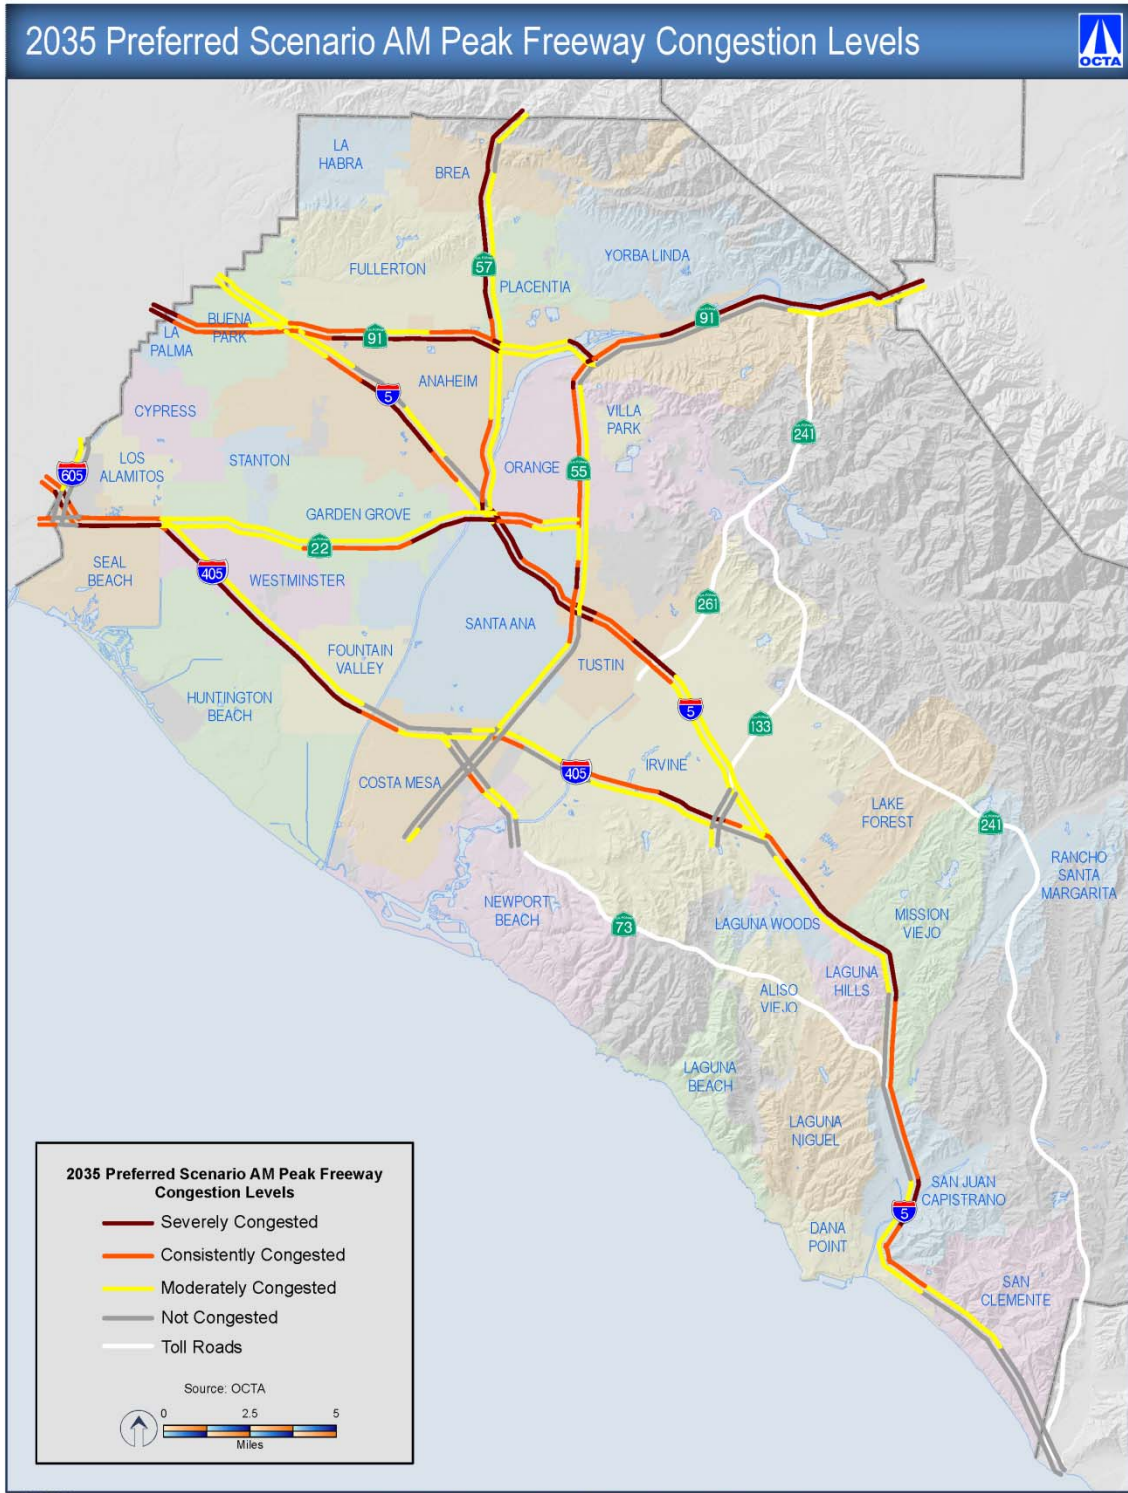 2035 Preferred Scenario AM Peak Freeway Congestion Levels
OCTA
LA
HABRA
BREA
FULLERTON
57
PLACENTIA
YORBA LINDA
91
BUENA
PARK
LA
PALMA
91
ANAHEIM
5
CYPRESS
VILLA
PARK
241
LOS
ALAMITOS
605
STANTON
ORANGE
55
GARDEN GROVE
22
SEAL
BEACH
405
WESTMINSTER
261
SANTA ANA
FOUNTAIN
VALLEY
TUSTIN
HUNTINGTON
BEACH
5
133
COSTA MESA
405
IRVINE
LAKE
FOREST
241
RANCHO
SANTA
MARGARITA
NEWPORT
BEACH
73
LAGUNA WOODS
MISSION
VIEJO
LAGUNA
HILLS
ALISO
VIEJO
LAGUNA
BEACH
LAGUNA
NIGUEL
SAN JUAN
CAPISTRANO
5
DANA
POINT
SAN
CLEMENTE
2035 Preferred Scenario AM Peak Freeway
Congestion Levels
Severely Congested
Consistently Congested
Moderately Congested
Not Congested
Toll Roads
Source: OCTA
0 2.5 5
Miles